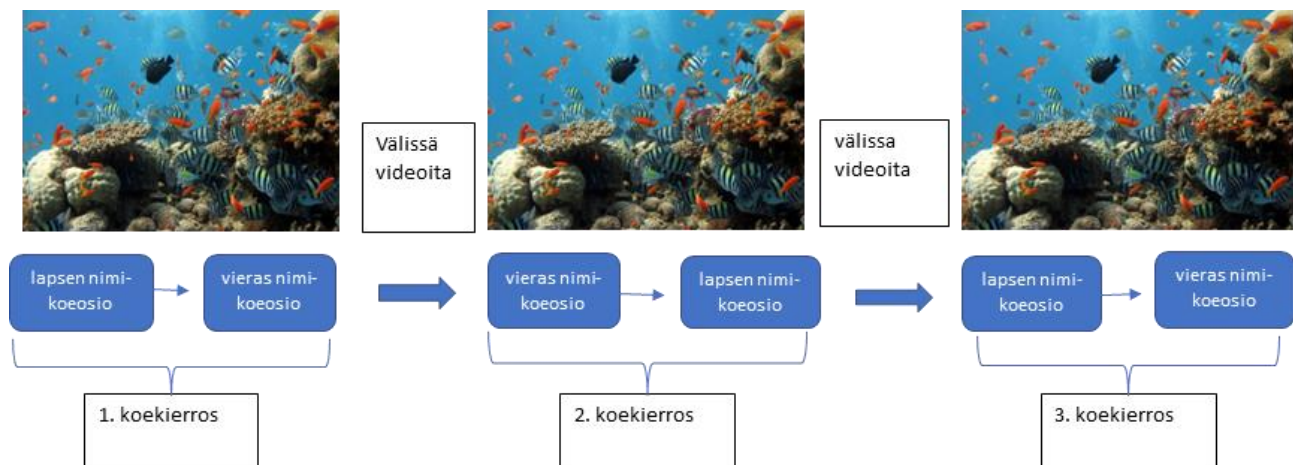 Välissä
videoita
välissa
videoita
lapsen nimi-
koeosio
vieras nimi-
koeosio
vieras nimi-
koeosio
lapsen nimi-
koeosio
lapsen nimi-
koeosio
vieras nimi-
koeosio
1. koekierros
2. koekierros
3. koekierros